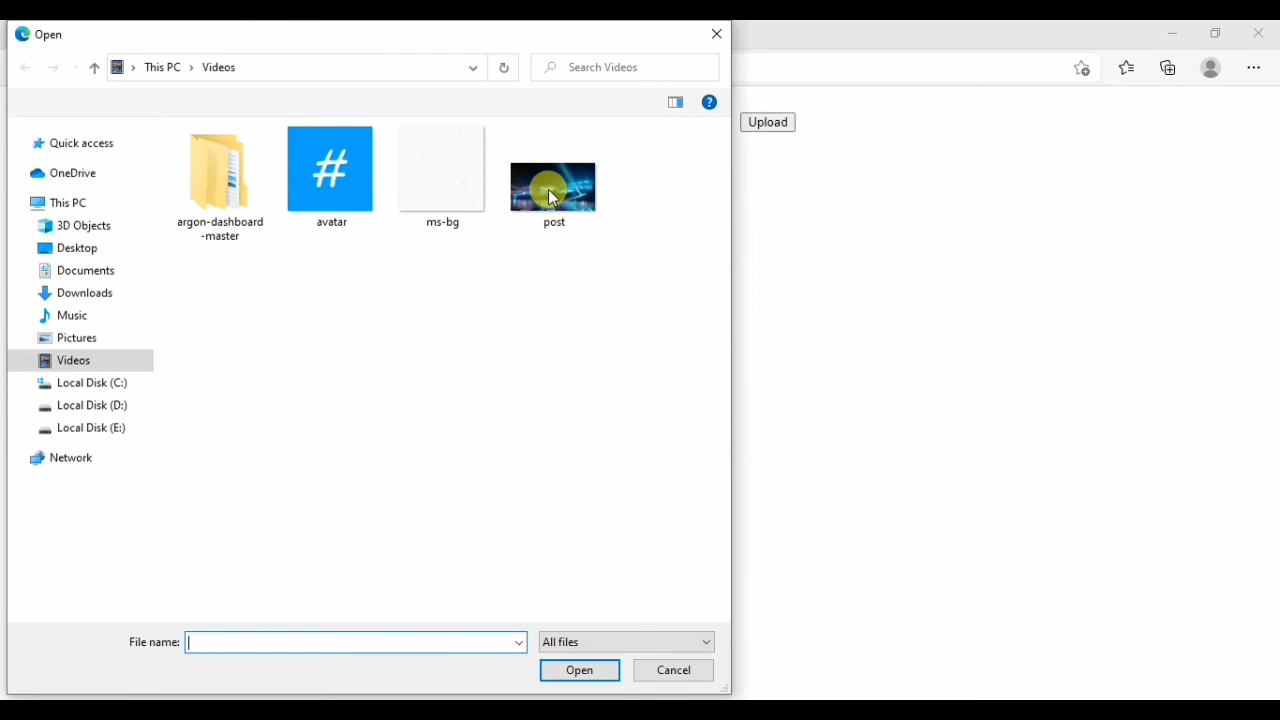 Open
This PC
Videos
Search Videos
Upload
Quick access
OneDrive
This PC
3D Objects
Desktop
Documents
Downloads
Music
Pictures
Videos
Local Disk (C:)
Local Disk (D:)
Local Disk (E:)
Network
argon-dashboard
-master
#
avatar
ms-bg
post
File name:
All files
Open
Cancel